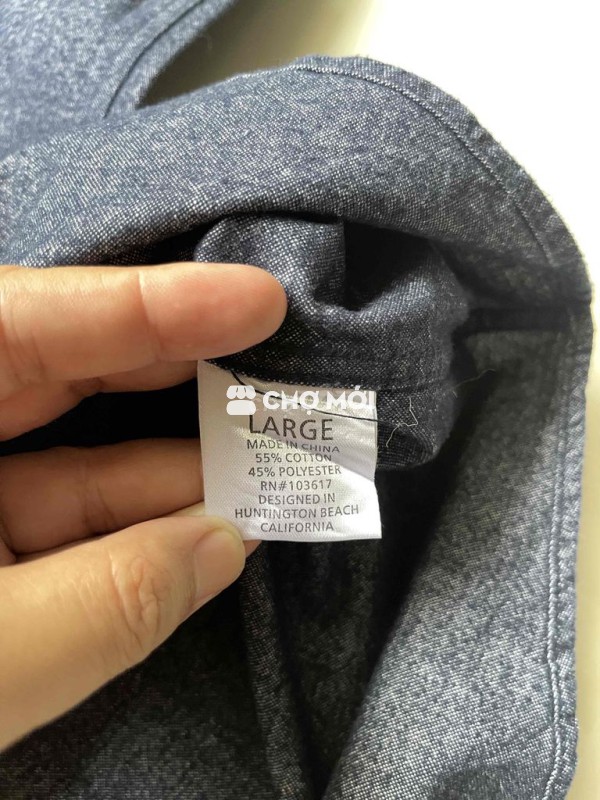 CHỢ MỚI
LARGE
MADE IN CHINA
55% COTTON
45% POLYESTER
RN#103617
DESIGNED IN
HUNTINGTON BEACH
CALIFORNIA